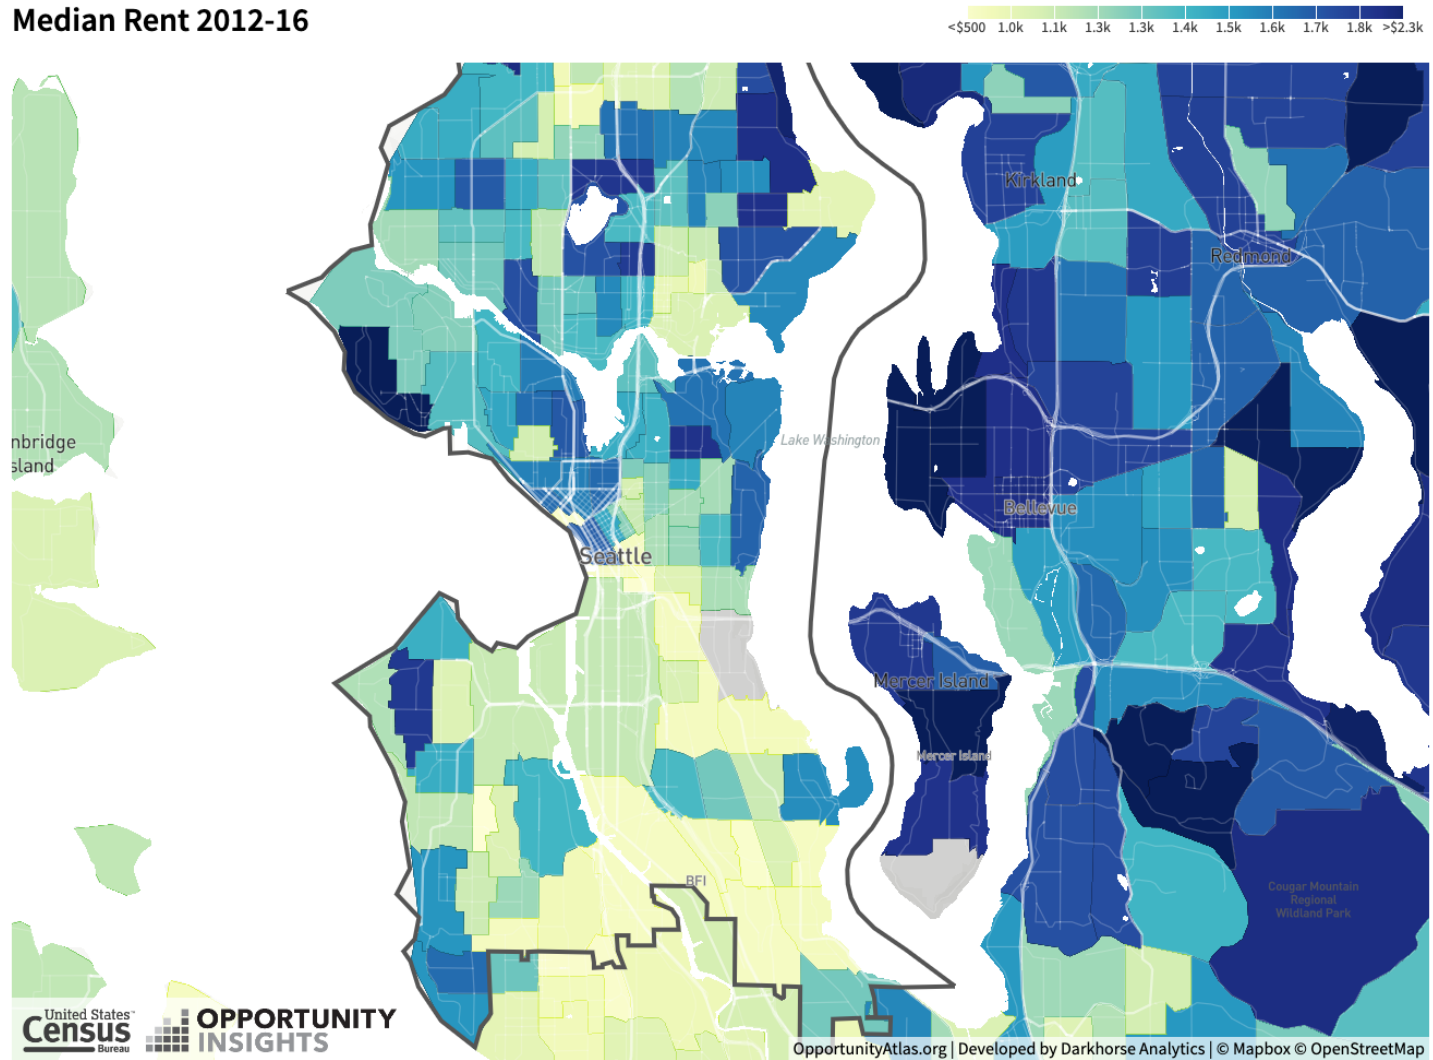 Median Rent 2012-16
<$500 1.0k 1.1k 1.3k 1.3k 1.4k 1.5k 1.6k 1.7k 1.8k >$2.3k
Kirkland
Redmond
nbridge
sland
Lake Washington
Bellevue
Seattle
Mercer Island
Mercer Island
BFI
Cougar Mountain
Regional
Wildland Park
United States™
Census
Bureau
OPPORTUNITY
INSIGHTS
OpportunityAtlas.org | Developed by Darkhorse Analytics | © Mapbox © OpenStreetMap